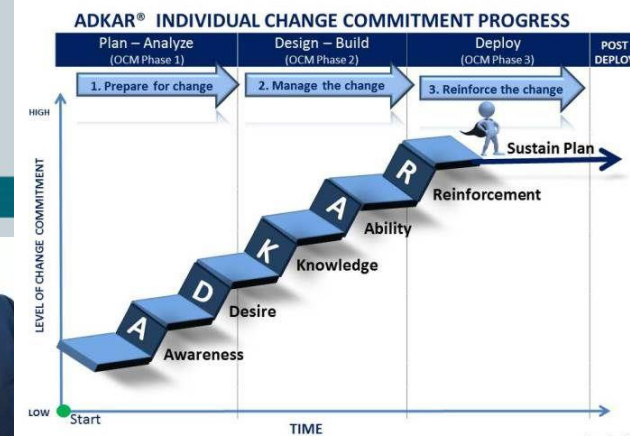 ADKAR® INDIVIDUAL CHANGE COMMITMENT PROGRESS
Plan – Analyze
(OCM Phase 1)
Design – Build
(OCM Phase 2)
Deploy
(OCM Phase 3)
POST
DEPLOY
1. Prepare for change
2. Manage the change
3. Reinforce the change
HIGH
LEVEL OF CHANGE COMMITMENT
LOW
Sustain Plan
R
Reinforcement
A
Ability
K
Knowledge
D
Desire
A
Awareness
Start
TIME